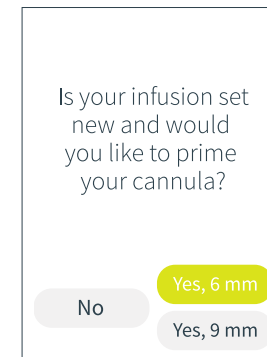 Is your infusion set
new and would
you like to prime
your cannula?
Yes, 6 mm
No
Yes, 9 mm